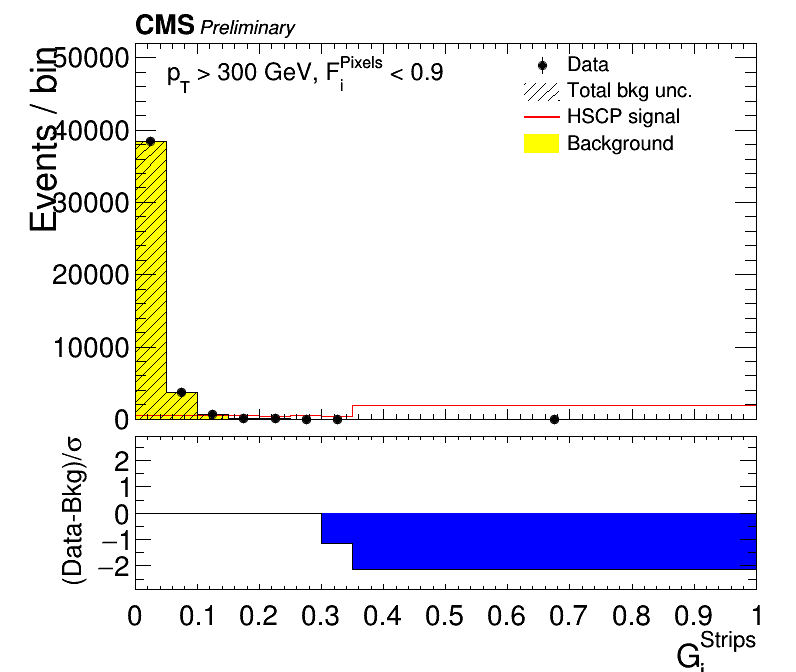 CMS Preliminary
50000
p_T > 300 GeV, F_i^Pixels < 0.9
Data
Total bkg unc.
HSCP signal
Background
Events / bin
40000
30000
20000
10000
0
(Data-Bkg)/σ
2
1
0
−1
−2
0 0.1 0.2 0.3 0.4 0.5 0.6 0.7 0.8 0.9 1
G_i^Strips